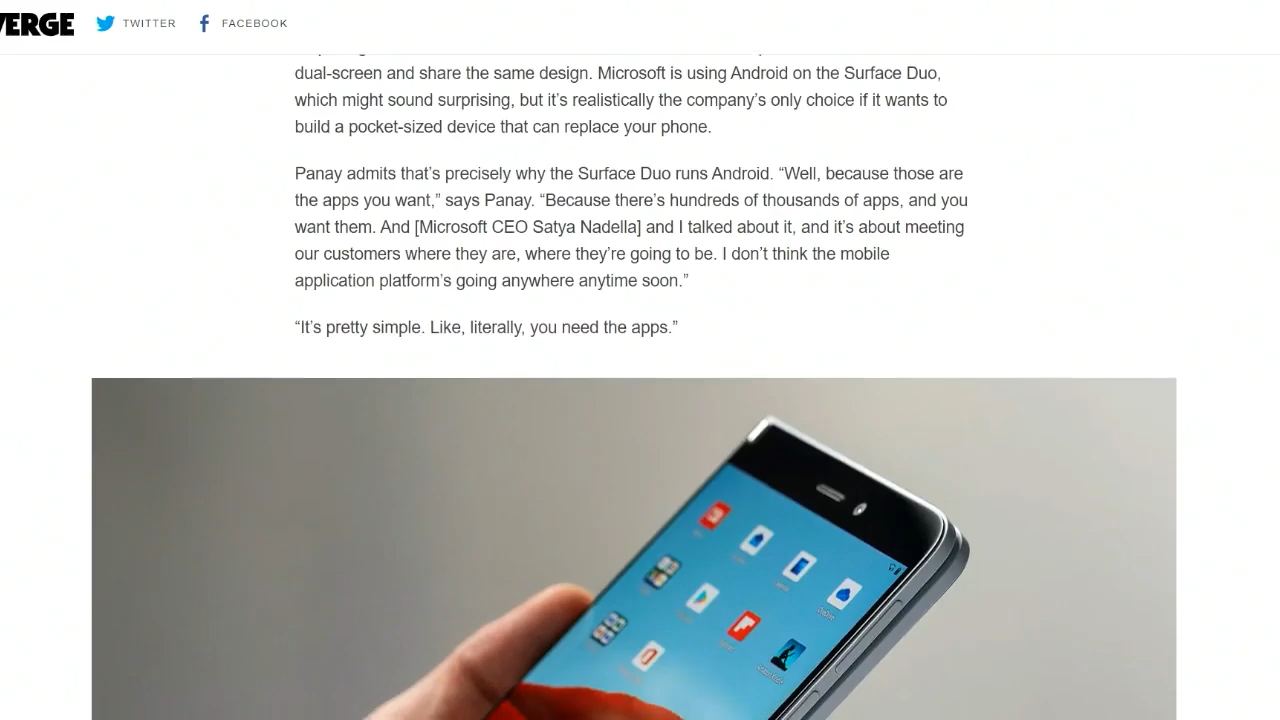 VERGE
TWITTER
FACEBOOK
dual-screen and share the same design. Microsoft is using Android on the Surface Duo,
which might sound surprising, but it’s realistically the company’s only choice if it wants to
build a pocket-sized device that can replace your phone.
Panay admits that’s precisely why the Surface Duo runs Android. “Well, because those are
the apps you want,” says Panay. “Because there’s hundreds of thousands of apps, and you
want them. And [Microsoft CEO Satya Nadella] and I talked about it, and it’s about meeting
our customers where they are, where they’re going to be. I don’t think the mobile
application platform’s going anywhere anytime soon.”
“It’s pretty simple. Like, literally, you need the apps.”